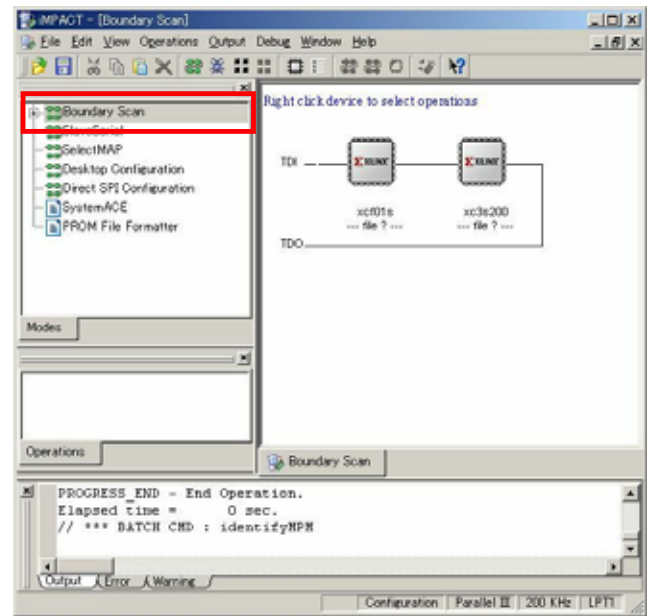 iMPACT - [Boundary Scan]
File Edit View Operations Output Debug Window Help
Boundary Scan
SlaveSerial
SelectMAP
Desktop Configuration
Direct SPI Configuration
SystemACE
PROM File Formatter
Modes
Operations
Right click device to select operations
TDI
XILINX
XILINX
xcf01s
--- file ? ---
xc3s200
--- file ? ---
TDO
Boundary Scan
PROGRESS_END - End Operation.
Elapsed time = 0 sec.
// *** BATCH CMD : identifyMPM
Output Error Warning
Configuration Parallel III 200 KHz LPT1